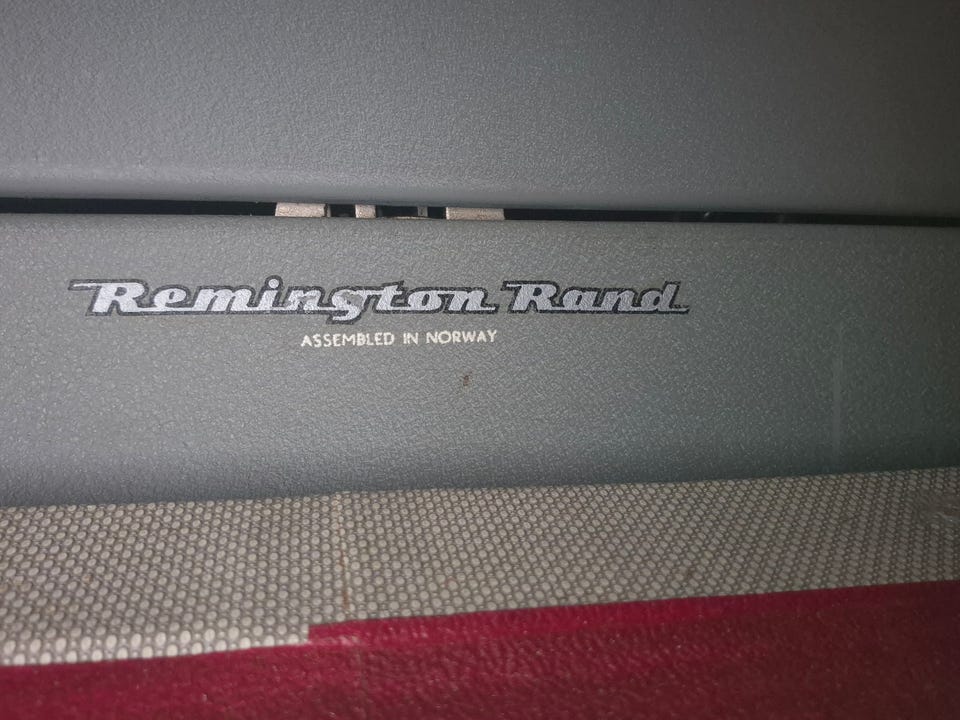 Remington Rand
ASSEMBLED IN NORWAY